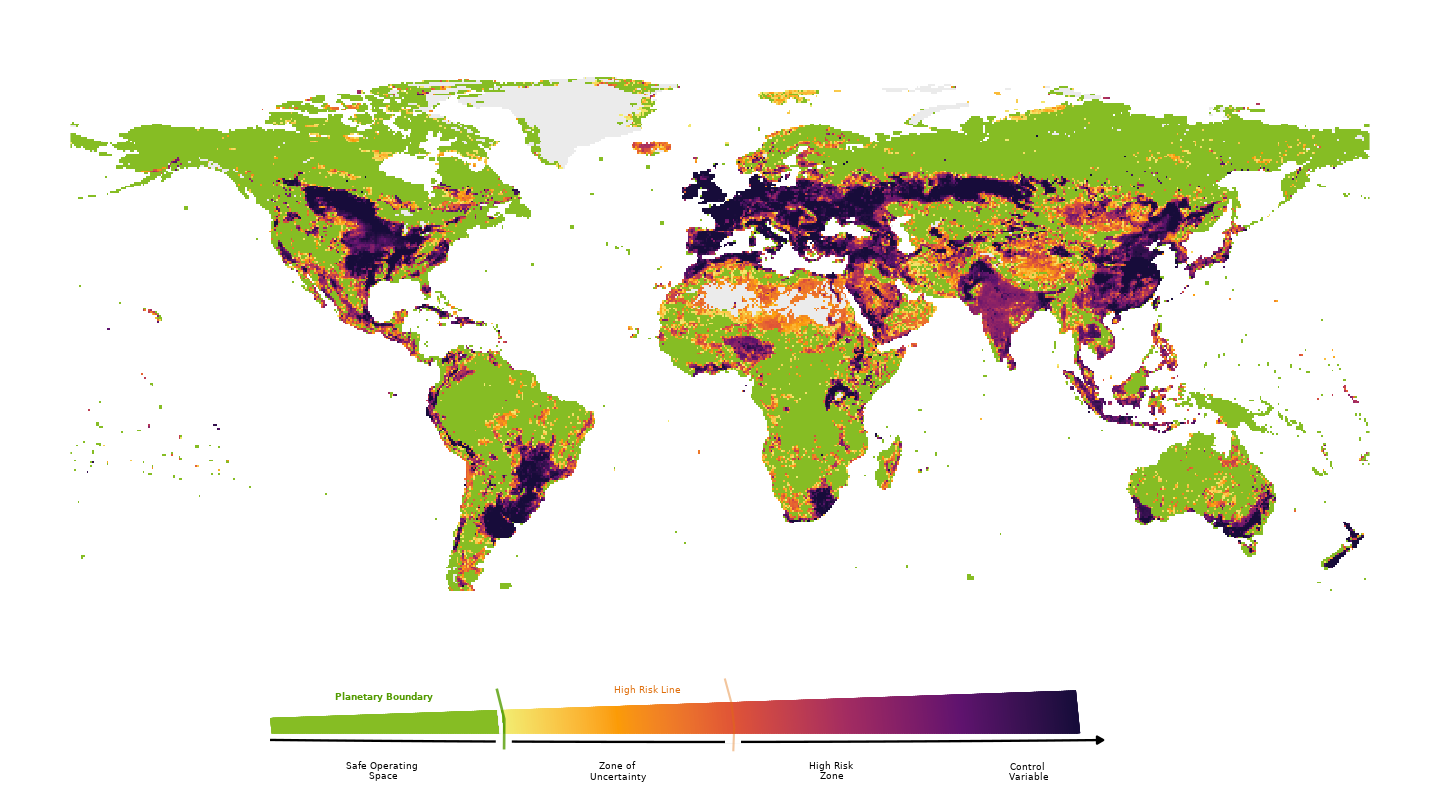 Planetary Boundary
High Risk Line
Safe Operating
Space
Zone of
Uncertainty
High Risk
Zone
Control
Variable